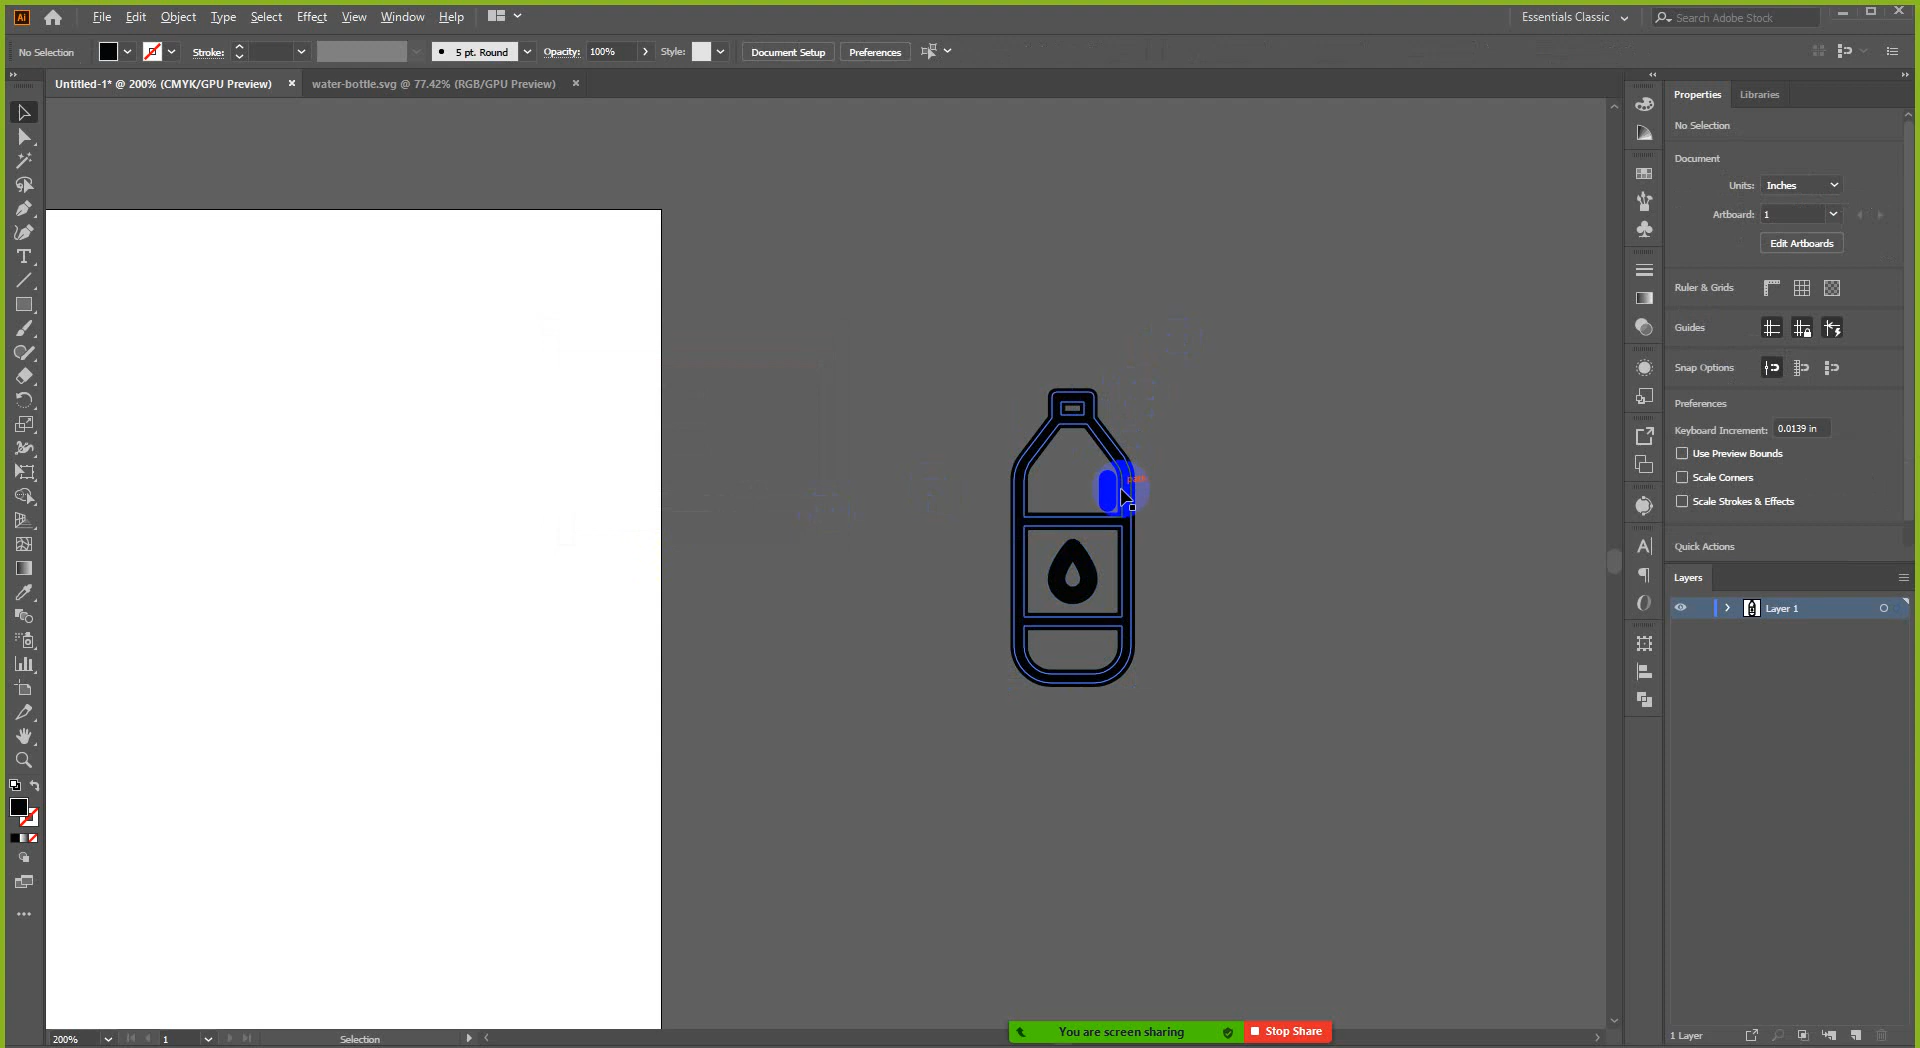 Ai File Edit Object Type Select Effect View Window Help Essentials Classic Search Adobe Stock
No Selection Stroke: 5 pt. Round Opacity: 100% Style: Document Setup Preferences
Untitled-1* @ 200% (CMYK/GPU Preview) × water-bottle.svg @ 77.42% (RGB/GPU Preview) ×
Properties Libraries
No Selection
Document
Units: Inches
Artboard: 1
Edit Artboards
Ruler & Grids
Guides
Snap Options
Preferences
Keyboard Increment: 0.0139 in
Use Preview Bounds
Scale Corners
Scale Strokes & Effects
Quick Actions
Layers
Layer 1
path
1 Layer
200% 1 Selection
You are screen sharing Stop Share